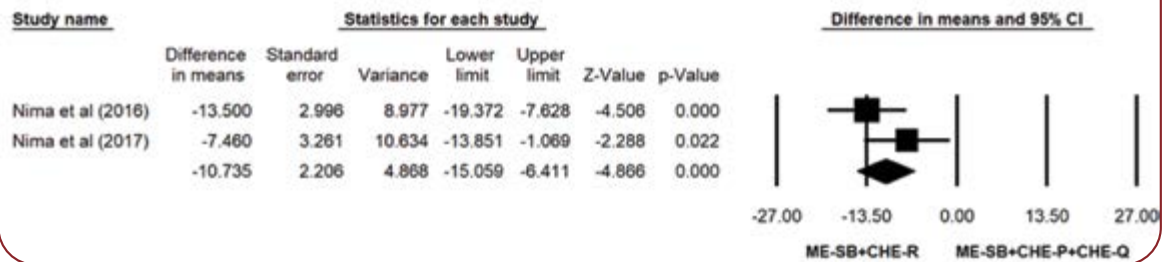 Study name Statistics for each study Difference in means and 95% CI
Difference Standard Lower Upper
in means error Variance limit limit Z-Value p-Value
Nima et al (2016) -13.500 2.996 8.977 -19.372 -7.628 -4.506 0.000
Nima et al (2017) -7.460 3.261 10.634 -13.851 -1.069 -2.288 0.022
-10.735 2.206 4.868 -15.059 -6.411 -4.866 0.000
-27.00 -13.50 0.00 13.50 27.00
ME-SB+CHE-R ME-SB+CHE-P+CHE-Q